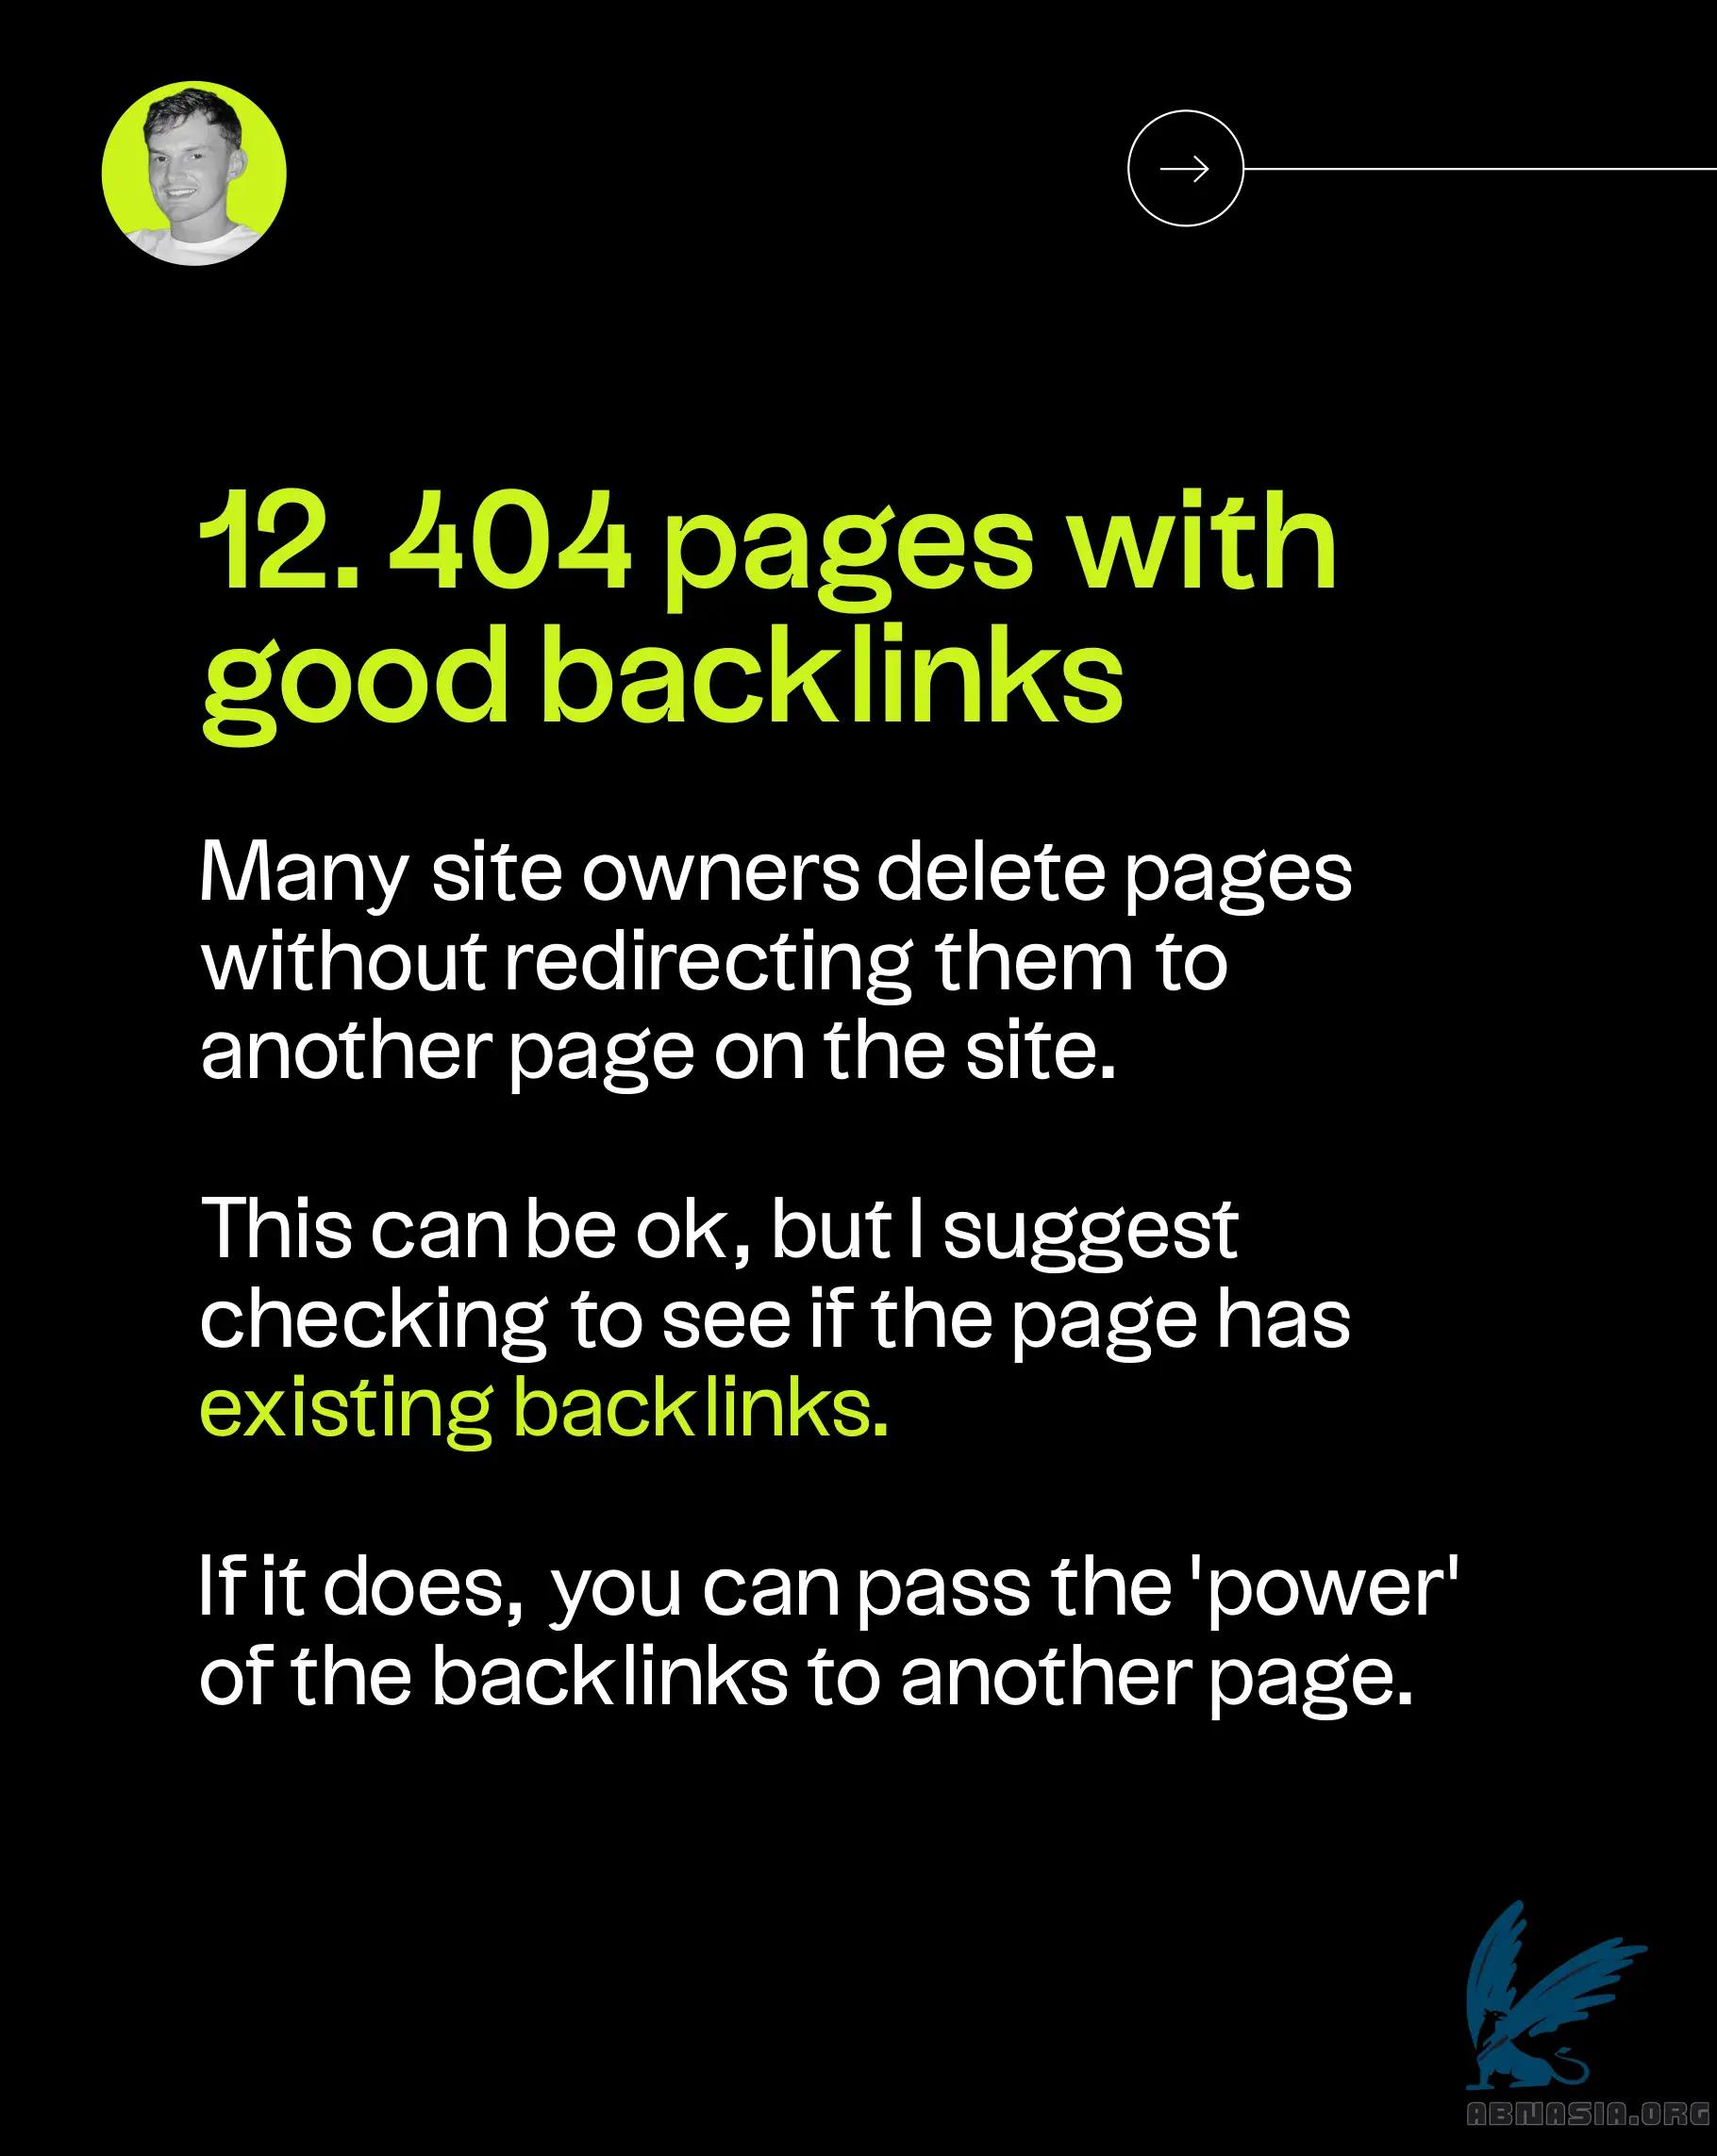 12. 404 pages with
good backlinks
Many site owners delete pages
without redirecting them to
another page on the site.
This can be ok, but I suggest
checking to see if the page has
existing backlinks.
If it does, you can pass the 'power'
of the backlinks to another page.
ABNASIA.ORG